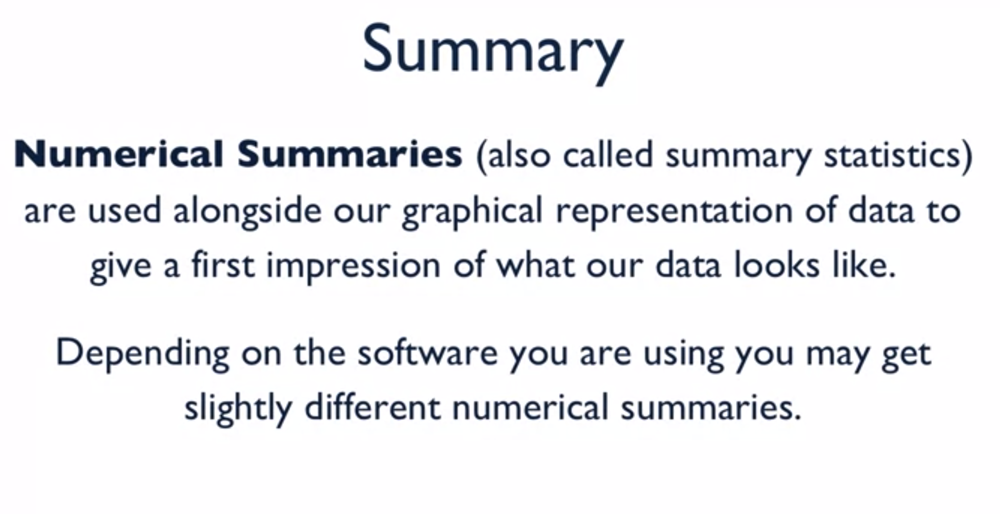 Summary
Numerical Summaries (also called summary statistics)
are used alongside our graphical representation of data to
give a first impression of what our data looks like.
Depending on the software you are using you may get
slightly different numerical summaries.